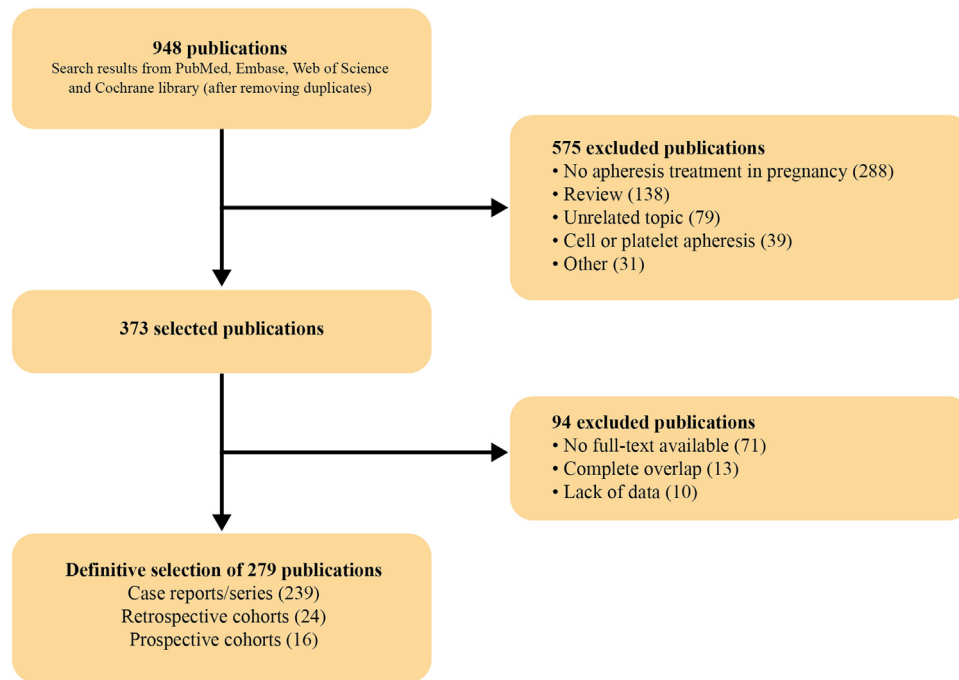 948 publications
Search results from PubMed, Embase, Web of Science
and Cochrane library (after removing duplicates)
575 excluded publications
• No apheresis treatment in pregnancy (288)
• Review (138)
• Unrelated topic (79)
• Cell or platelet apheresis (39)
• Other (31)
373 selected publications
94 excluded publications
• No full-text available (71)
• Complete overlap (13)
• Lack of data (10)
Definitive selection of 279 publications
Case reports/series (239)
Retrospective cohorts (24)
Prospective cohorts (16)